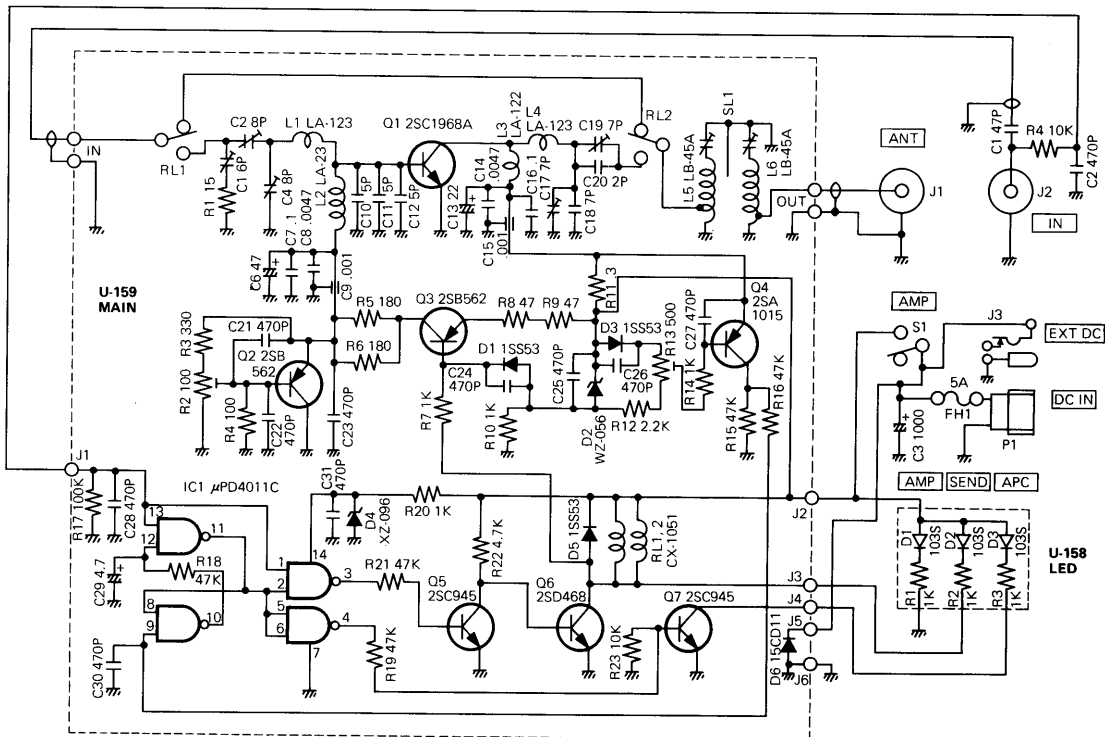 C2 8P
L1 LA-123
Q1 2SC1968A
L3
LA-122
L4
LA-123
C19 7P
RL2
SL1
L5 LB-45A
L6
LB-45A
ANT
J1
C1 47P
R4 10K
C2 470P
J2
IN
IN
RL1
C1 6P
R1 15
C4 8P
L2 LA-23
C10 5P
C11 5P
C12 5P
C13 22
C14
.0047
C15
.001
C16 .1
C17 7P
C18 7P
C20 2P
OUT
C7 .1
C8 .0047
C6 47
C9 .001
U-159
MAIN
R3 330
C21 470P
Q2 2SB
562
R2 100
R4 100
C22
470P
C23 470P
R5 180
R6 180
Q3 2SB562
R8 47
R9 47
R11 .3
D1 1SS53
C24
470P
R7 1K
R10 1K
C25 470P
D3 1SS53
C26
470P
D2
WZ-056
R12 2.2K
R13 500
R14 1K
C27 470P
Q4
2SA
1015
R15 47K
R16 47K
AMP
S1
J3
EXT DC
5A
FH1
DC IN
P1
C3 1000
J1
R17 100K
C28 470P
IC1 μPD4011C
13
12
11
C29 4.7
R18
47K
8
9
10
C30 470P
14
1
2
3
5
6
4
7
C31
470P
D4
XZ-096
R20 1K
R21 47K
R19 47K
R22 4.7K
Q5
2SC945
D5 1SS53
RL1, 2
CX-1051
Q6
2SD468
Q7 2SC945
R23 10K
J2
J3
J4
J5
J6
D6 15CD11
AMP
SEND
APC
D1
103S
D2
103S
D3
103S
R1
1K
R2
1K
R3
1K
U-158
LED